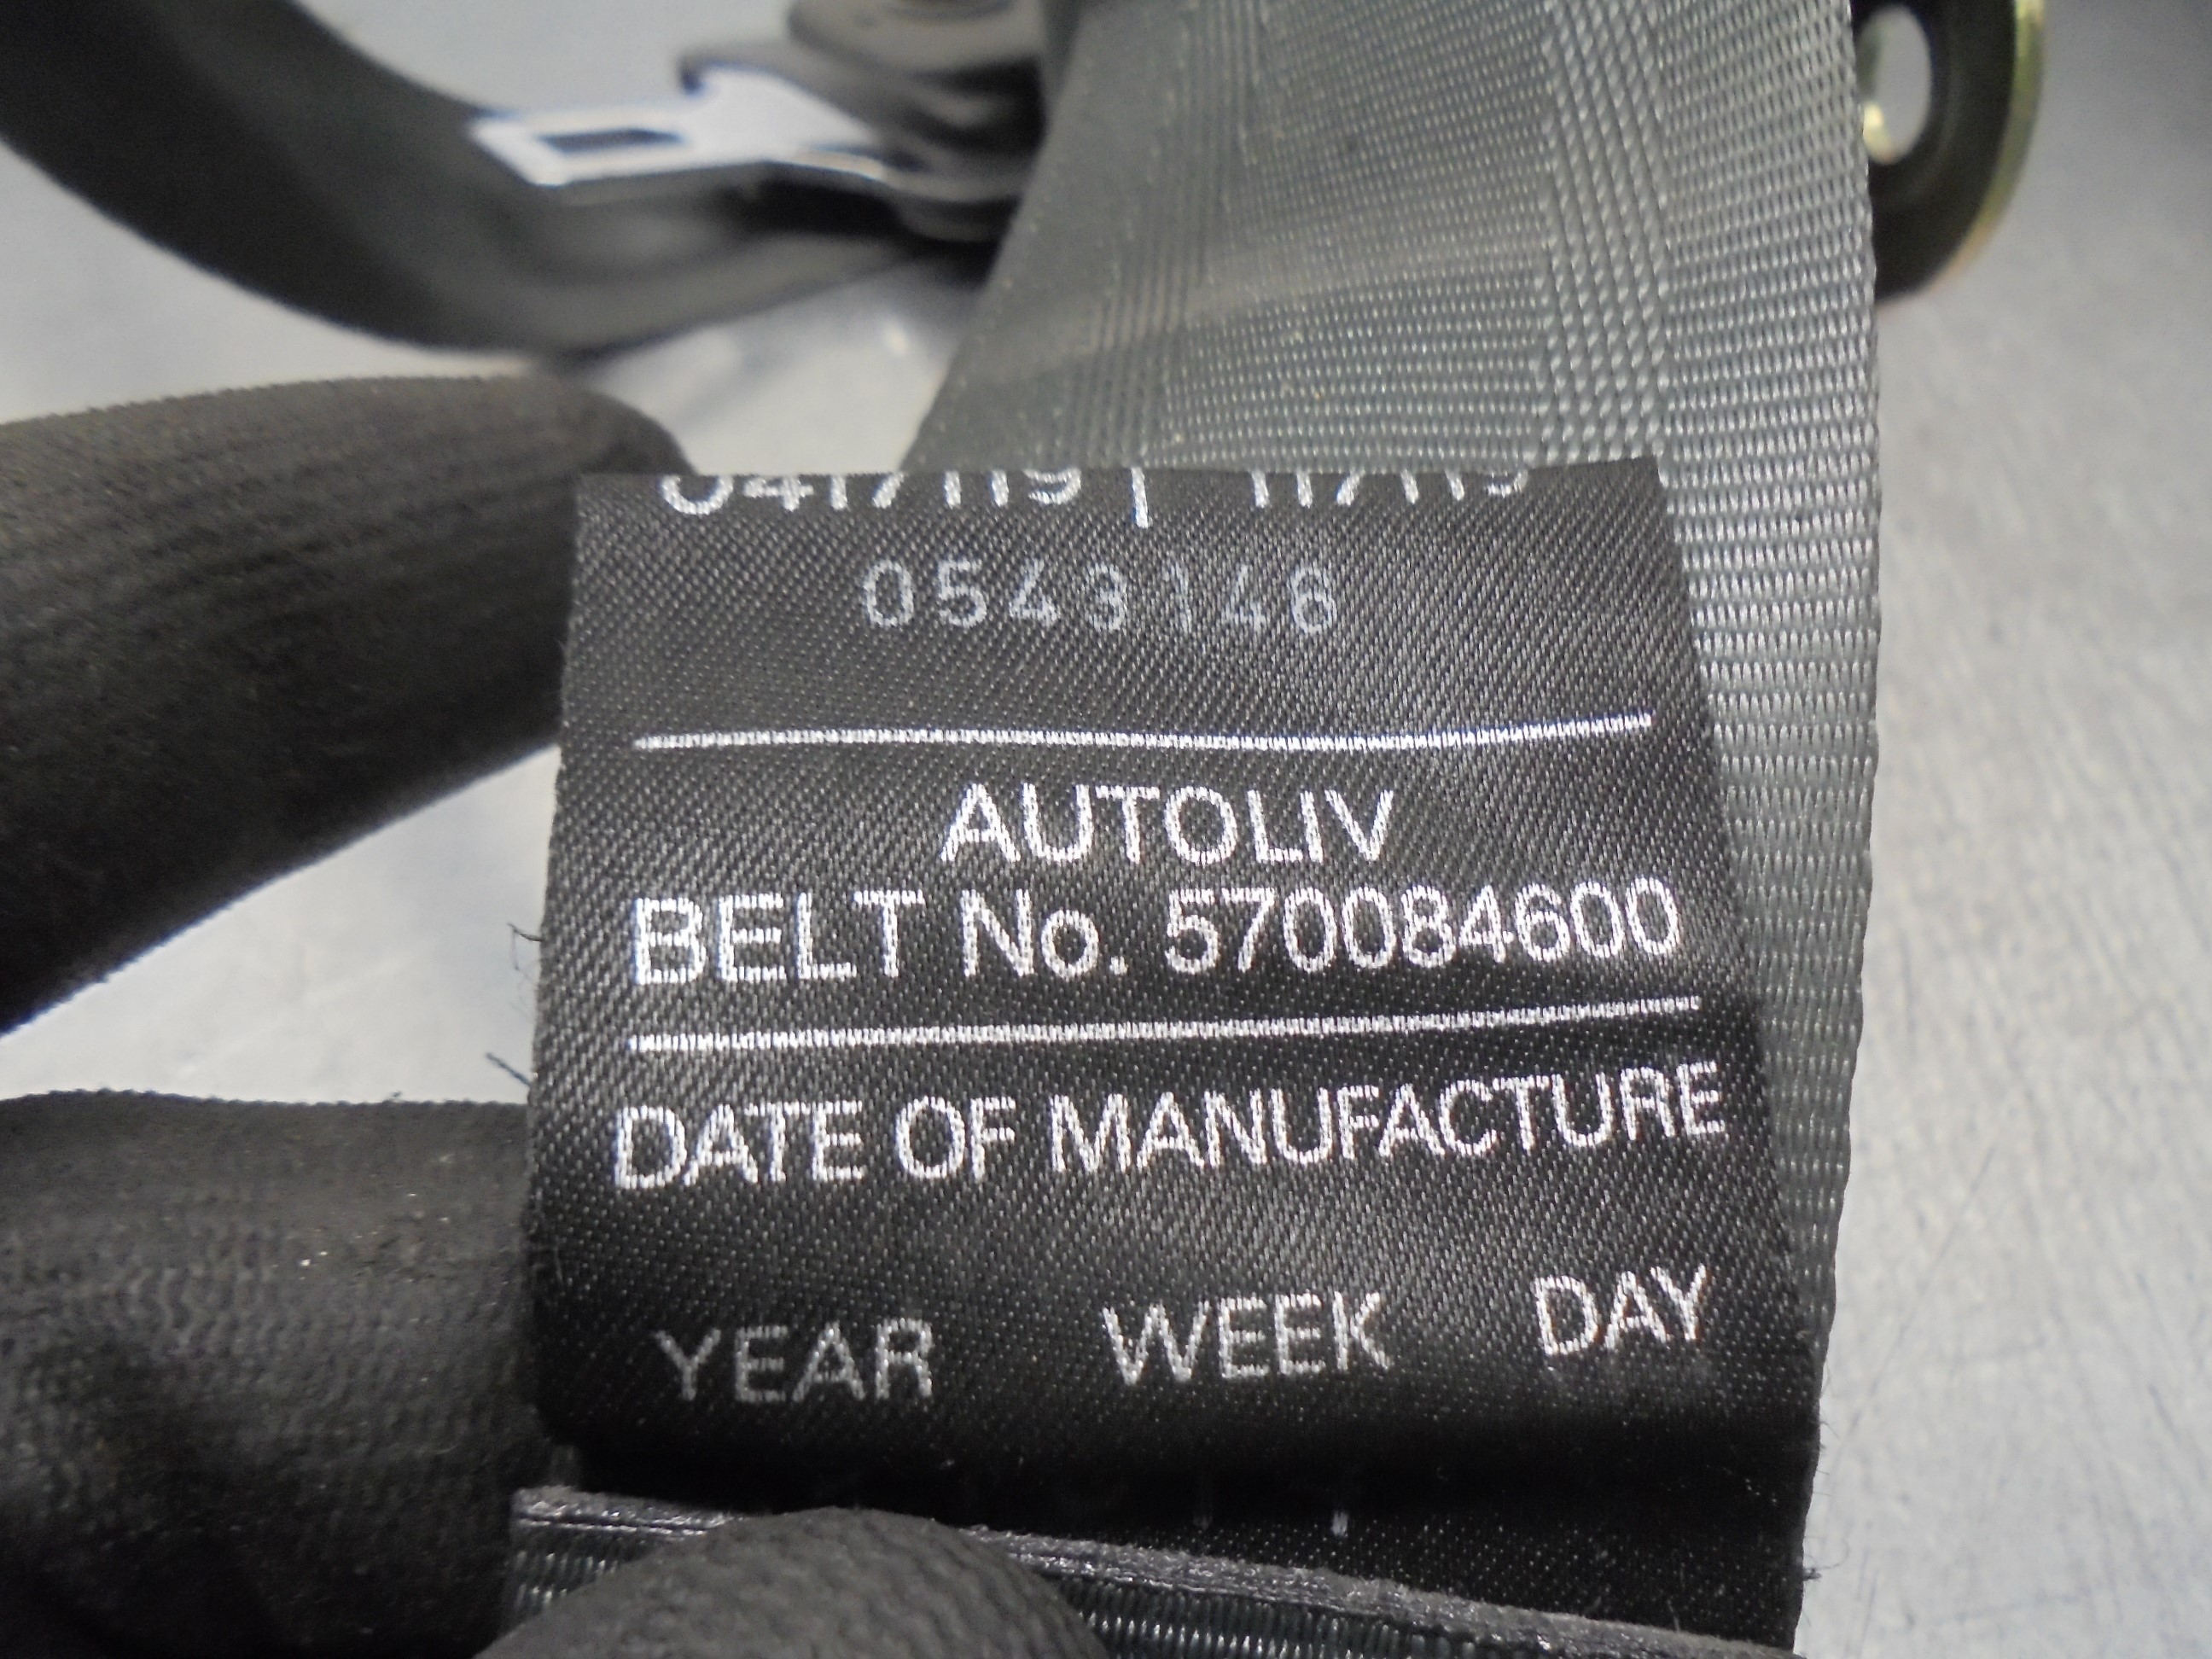 0543146
AUTOLIV
BELT No. 570084600
DATE OF MANUFACTURE
YEAR WEEK DAY